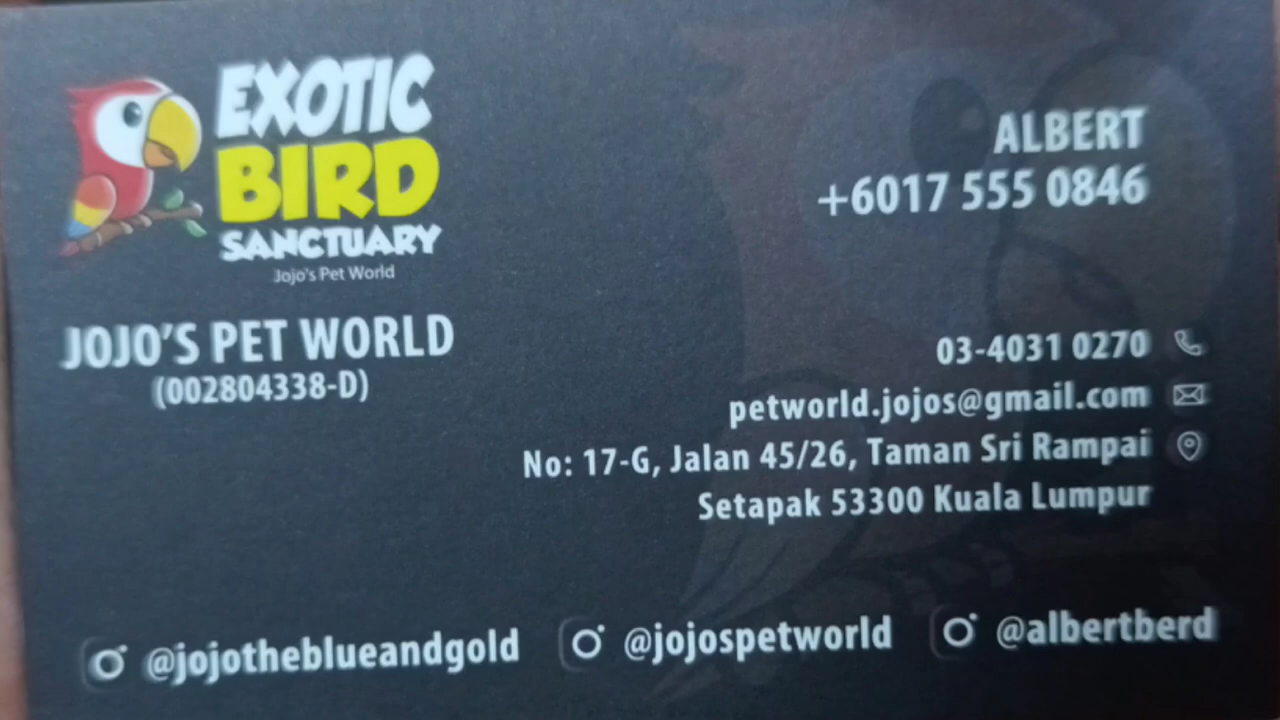 EXOTIC
BIRD
SANCTUARY
Jojo's Pet World
JOJO'S PET WORLD
(002804338-D)
ALBERT
+6017 555 0846
03-4031 0270
petworld.jojos@gmail.com
No: 17-G, Jalan 45/26, Taman Sri Rampai
Setapak 53300 Kuala Lumpur
@jojotheblueandgold @jojospetworld @albertberd